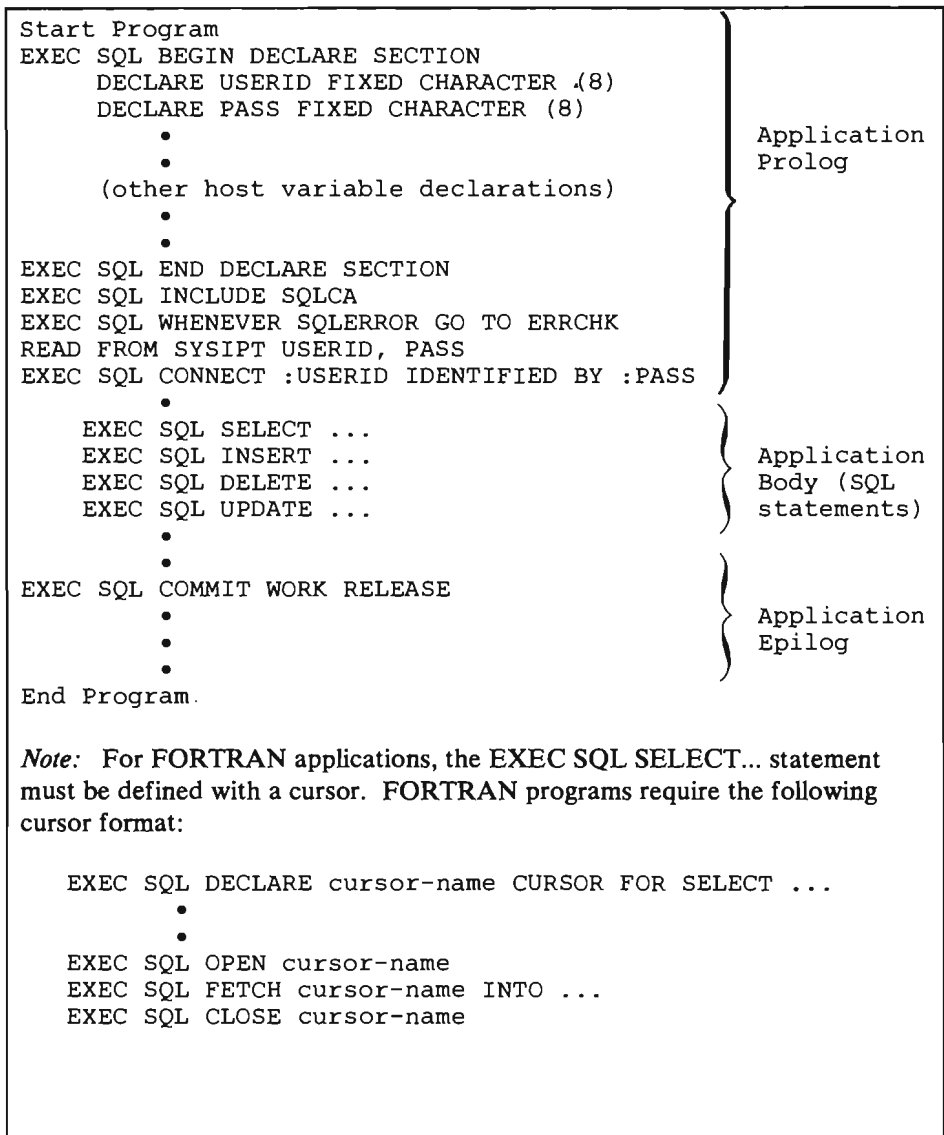 Start Program
EXEC SQL BEGIN DECLARE SECTION
DECLARE USERID FIXED CHARACTER (8)
DECLARE PASS FIXED CHARACTER (8)
•
•
(other host variable declarations)
•
•
EXEC SQL END DECLARE SECTION
EXEC SQL INCLUDE SQLCA
EXEC SQL WHENEVER SQLERROR GO TO ERRCHK
READ FROM SYSIPT USERID, PASS
EXEC SQL CONNECT :USERID IDENTIFIED BY :PASS
Application
Prolog
•
EXEC SQL SELECT ...
EXEC SQL INSERT ...
EXEC SQL DELETE ...
EXEC SQL UPDATE ...
•
•
Application
Body (SQL
statements)
EXEC SQL COMMIT WORK RELEASE
•
•
•
Application
Epilog
End Program
Note: For FORTRAN applications, the EXEC SQL SELECT... statement
must be defined with a cursor. FORTRAN programs require the following
cursor format:
EXEC SQL DECLARE cursor-name CURSOR FOR SELECT ...
•
•
EXEC SQL OPEN cursor-name
EXEC SQL FETCH cursor-name INTO ...
EXEC SQL CLOSE cursor-name